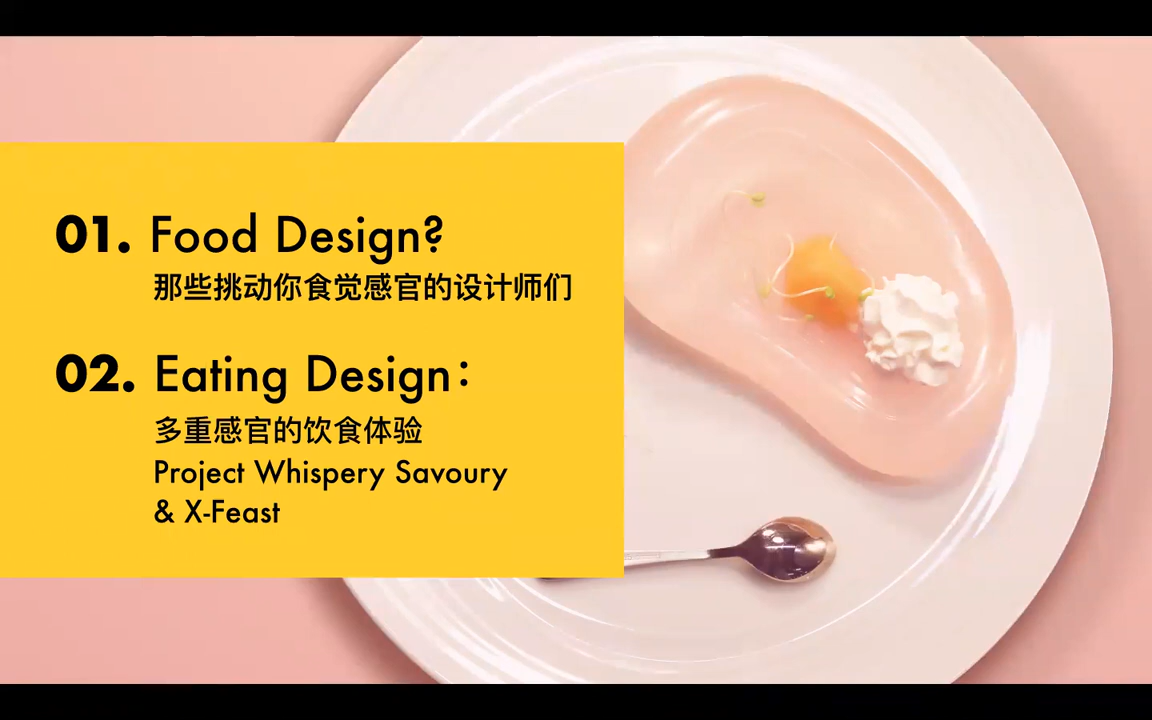 01. Food Design?
那些挑动你食觉感官的设计师们
02. Eating Design：
多重感官的饮食体验
Project Whispery Savoury
& X-Feast